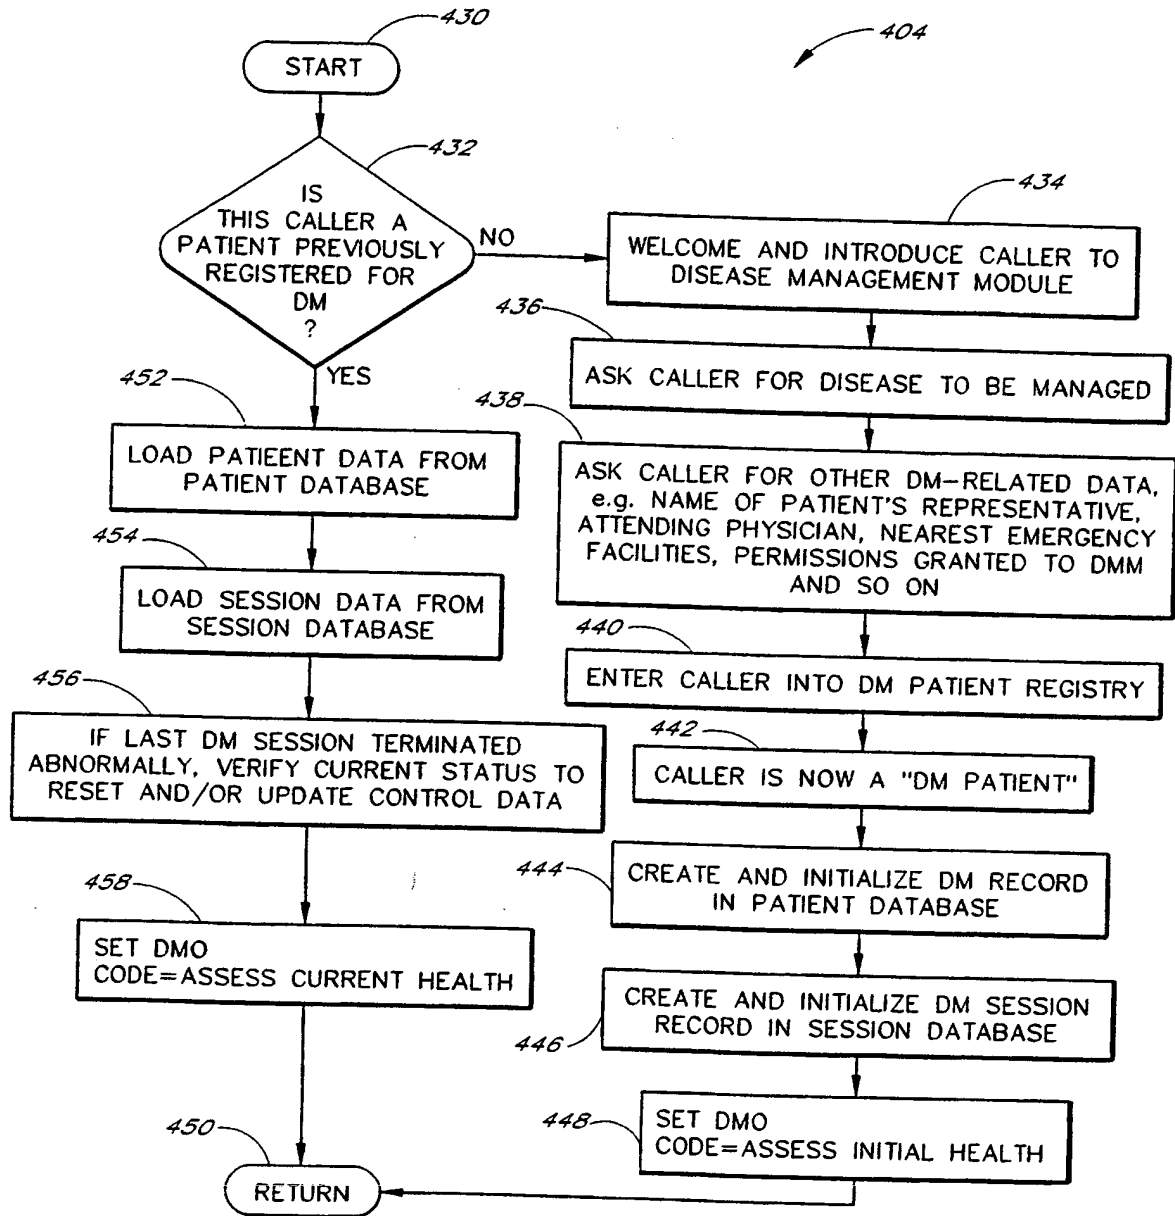 430
404
START
432
IS
THIS CALLER A
PATIENT PREVIOUSLY
REGISTERED FOR
DM
?
NO
YES
434
WELCOME AND INTRODUCE CALLER TO
DISEASE MANAGEMENT MODULE
436
ASK CALLER FOR DISEASE TO BE MANAGED
438
ASK CALLER FOR OTHER DM-RELATED DATA,
e.g. NAME OF PATIENT'S REPRESENTATIVE,
ATTENDING PHYSICIAN, NEAREST EMERGENCY
FACILITIES, PERMISSIONS GRANTED TO DMM
AND SO ON
440
ENTER CALLER INTO DM PATIENT REGISTRY
442
CALLER IS NOW A "DM PATIENT"
444
CREATE AND INITIALIZE DM RECORD
IN PATIENT DATABASE
446
CREATE AND INITIALIZE DM SESSION
RECORD IN SESSION DATABASE
448
SET DMO
CODE=ASSESS INITIAL HEALTH
452
LOAD PATIEENT DATA FROM
PATIENT DATABASE
454
LOAD SESSION DATA FROM
SESSION DATABASE
456
IF LAST DM SESSION TERMINATED
ABNORMALLY, VERIFY CURRENT STATUS TO
RESET AND/OR UPDATE CONTROL DATA
458
SET DMO
CODE=ASSESS CURRENT HEALTH
450
RETURN